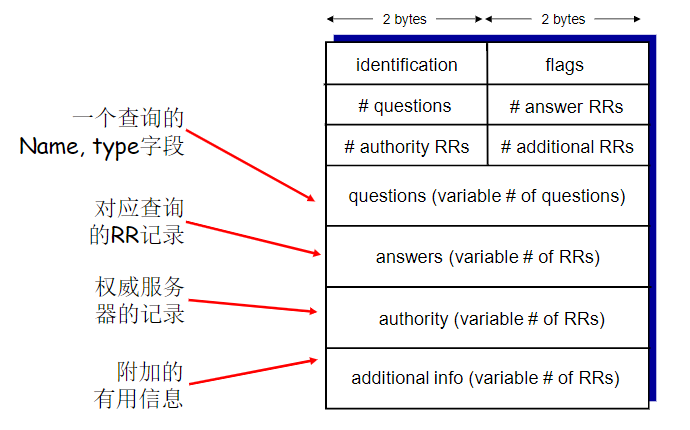 2 bytes 2 bytes
identification flags
# questions # answer RRs
# authority RRs # additional RRs
一个查询的
Name, type字段
questions (variable # of questions)
对应查询
的RR记录
answers (variable # of RRs)
权威服务
器的记录
authority (variable # of RRs)
附加的
有用信息
additional info (variable # of RRs)